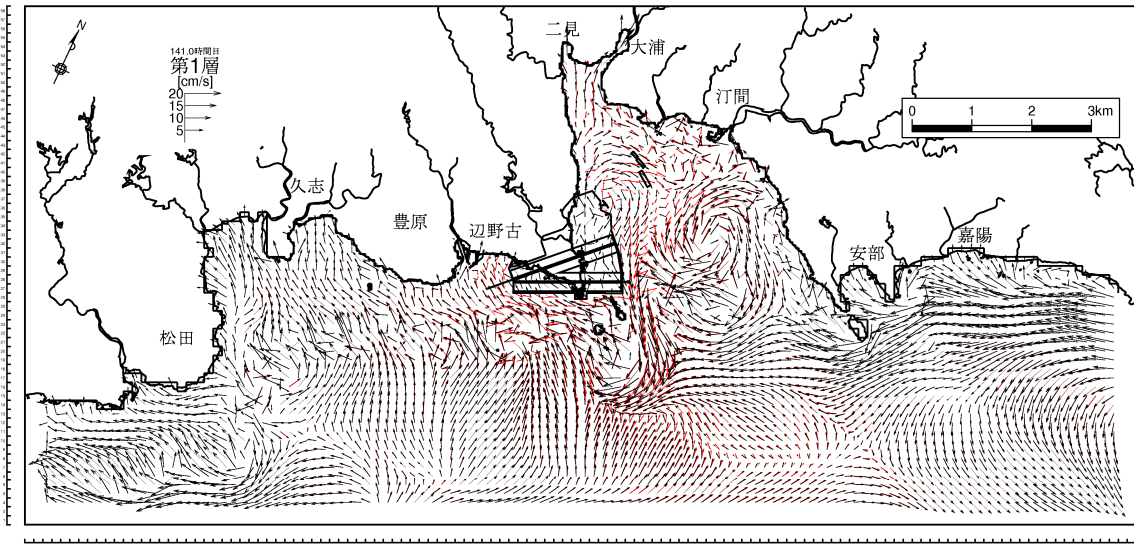 N
141.0時間目
第1層
[cm/s]
20
15
10
5
二見
大浦
汀間
0 1 2 3km
久志
豊原
辺野古
安部
嘉陽
松田